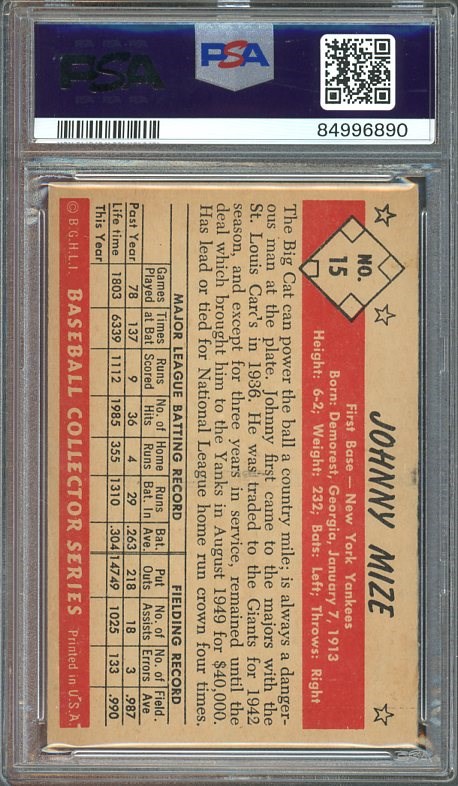 PSA
PSA
84996890
NO.
15
JOHNNY MIZE
First Base — New York Yankees
Born: Demorest, Georgia, January 7, 1913
Height: 6-2; Weight: 232; Bats: Left; Throws: Right
The Big Cat can power the ball a country mile; is always a danger-
ous man at the plate. Johnny first came to the majors with the
St. Louis Card's in 1936. He was traded to the Giants for 1942
season, and except for three years in service, remained until the
deal which brought him to the Yanks in August 1949 for $40,000.
Has lead or tied for National League home run crown four times.
MAJOR LEAGUE BATTING RECORD FIELDING RECORD
Games Times Runs No. of Home Runs Bat. Put No. of No. of Field.
Played at Bat Scored Hits Runs Bat. In Ave. Outs Assists Errors Ave
Past Year 78 137 9 36 4 29 .263 218 18 3 .987
Life time 1803 6339 1112 1985 355 1310 .304 14749 1025 133 .990
This Year
© B.G.H.L.I. BASEBALL COLLECTOR SERIES Printed in U.S.A.